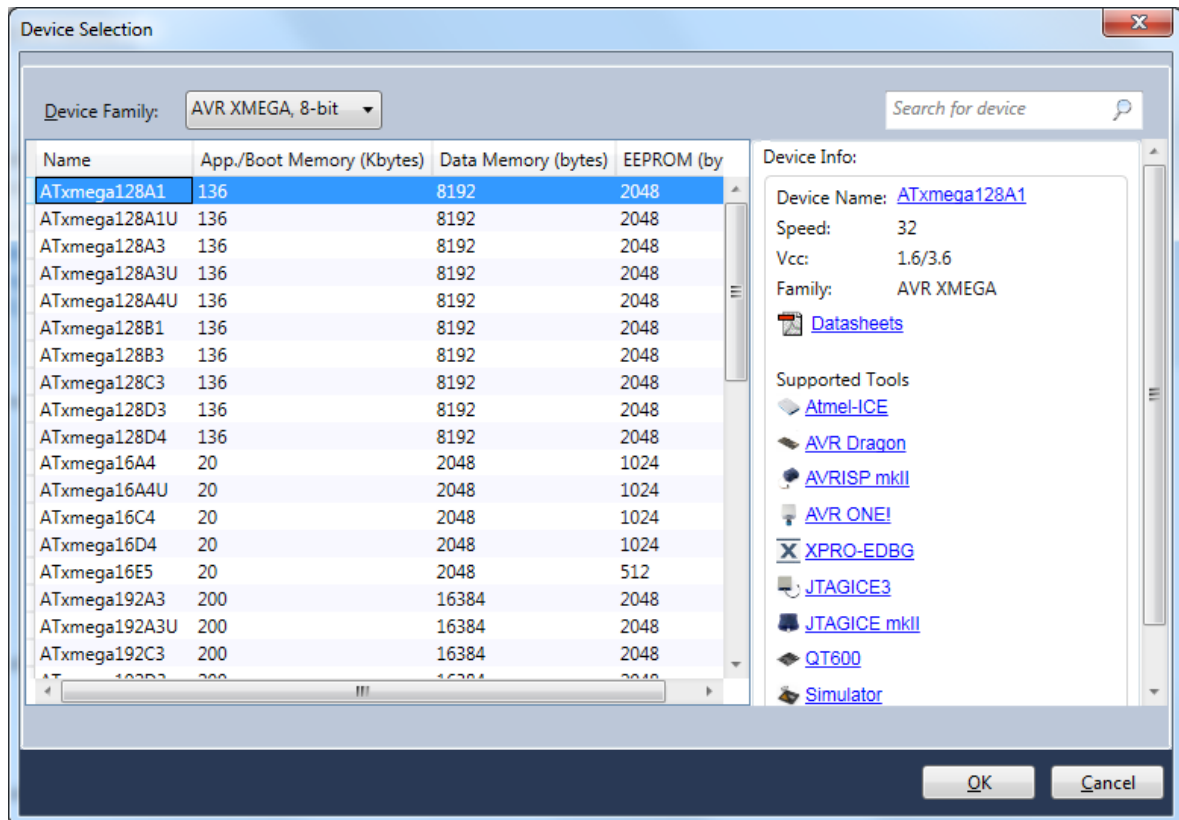 Device Selection
Device Family: AVR XMEGA, 8-bit Search for device
Name App./Boot Memory (Kbytes) Data Memory (bytes) EEPROM (by
ATxmega128A1 136 8192 2048
ATxmega128A1U 136 8192 2048
ATxmega128A3 136 8192 2048
ATxmega128A3U 136 8192 2048
ATxmega128A4U 136 8192 2048
ATxmega128B1 136 8192 2048
ATxmega128B3 136 8192 2048
ATxmega128C3 136 8192 2048
ATxmega128D3 136 8192 2048
ATxmega128D4 136 8192 2048
ATxmega16A4 20 2048 1024
ATxmega16A4U 20 2048 1024
ATxmega16C4 20 2048 1024
ATxmega16D4 20 2048 1024
ATxmega16E5 20 2048 512
ATxmega192A3 200 16384 2048
ATxmega192A3U 200 16384 2048
ATxmega192C3 200 16384 2048
Device Info:
Device Name: ATxmega128A1
Speed: 32
Vcc: 1.6/3.6
Family: AVR XMEGA
Datasheets
Supported Tools
Atmel-ICE
AVR Dragon
AVRISP mkII
AVR ONE!
XPRO-EDBG
JTAGICE3
JTAGICE mkII
QT600
Simulator
OK Cancel